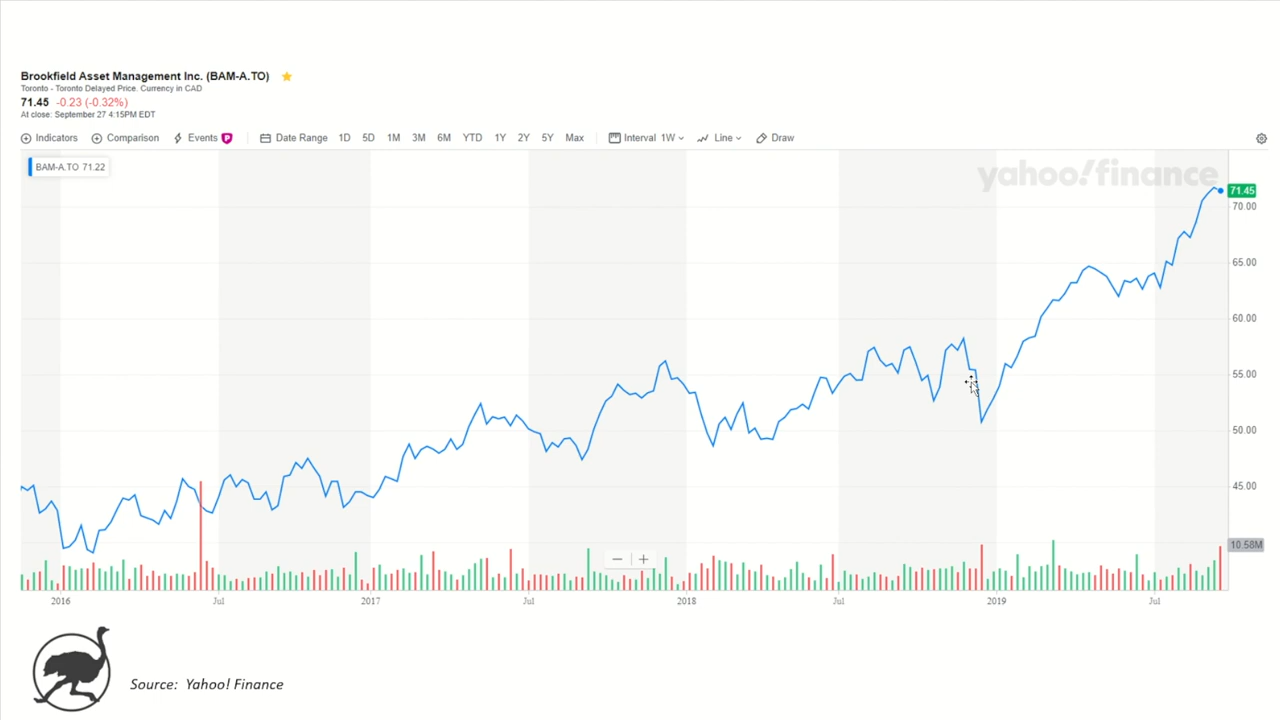 Brookfield Asset Management Inc. (BAM-A.TO)
Toronto - Toronto Delayed Price. Currency in CAD
71.45 -0.23 (-0.32%)
At close: September 27 4:15PM EDT
Indicators Comparison Events P Date Range 1D 5D 1M 3M 6M YTD 1Y 2Y 5Y Max Interval 1W Line Draw
BAM-A.TO 71.22
yahoo!finance
71.45
70.00
65.00
60.00
55.00
50.00
45.00
10.58M
2016 Jul 2017 Jul 2018 Jul 2019 Jul
Source: Yahoo! Finance